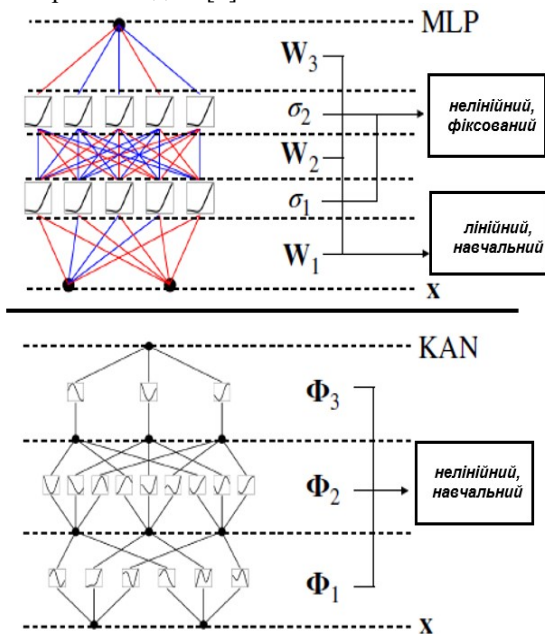 MLP
W3
σ2
нелінійний,
фіксований
W2
σ1
лінійний,
навчальний
W1
x
KAN
Φ3
Φ2
нелінійний,
навчальний
Φ1
x